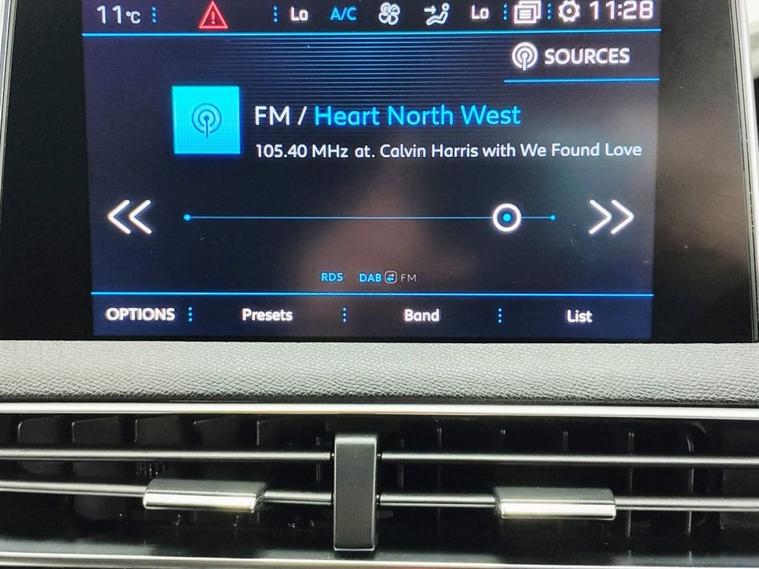 11°C Lo A/C Lo 11:28
SOURCES
FM / Heart North West
105.40 MHz at. Calvin Harris with We Found Love
RDS DAB FM
OPTIONS Presets Band List